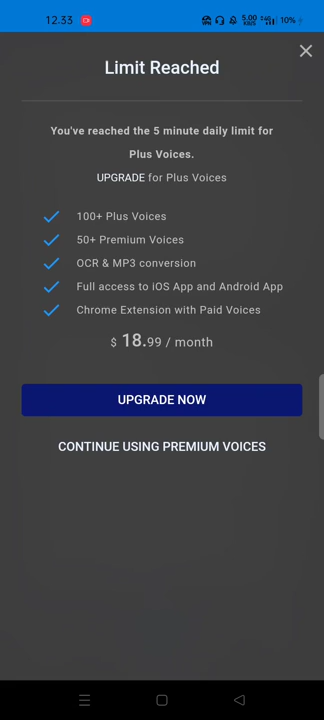 12.33
5.00
KB/S
10%
Limit Reached
You've reached the 5 minute daily limit for
Plus Voices.
UPGRADE for Plus Voices
100+ Plus Voices
50+ Premium Voices
OCR & MP3 conversion
Full access to iOS App and Android App
Chrome Extension with Paid Voices
$ 18.99 / month
UPGRADE NOW
CONTINUE USING PREMIUM VOICES